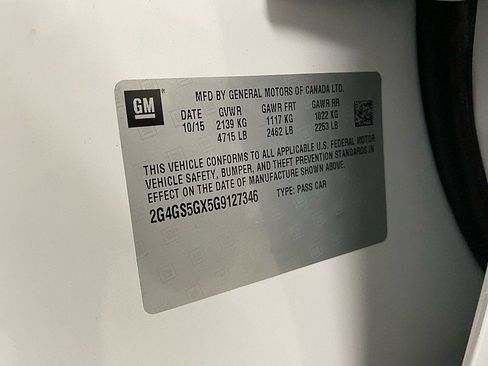 GM
MFD BY GENERAL MOTORS OF CANADA LTD.
DATE GVWR GAWR FRT GAWR RR
10/15 2139 KG 1117 KG 1022 KG
4715 LB 2462 LB 2253 LB
THIS VEHICLE CONFORMS TO ALL APPLICABLE U.S. FEDERAL MOTOR
VEHICLE SAFETY, BUMPER, AND THEFT PREVENTION STANDARDS IN
EFFECT ON THE DATE OF MANUFACTURE SHOWN ABOVE.
2G4GS5GX5G9127346 TYPE: PASS CAR